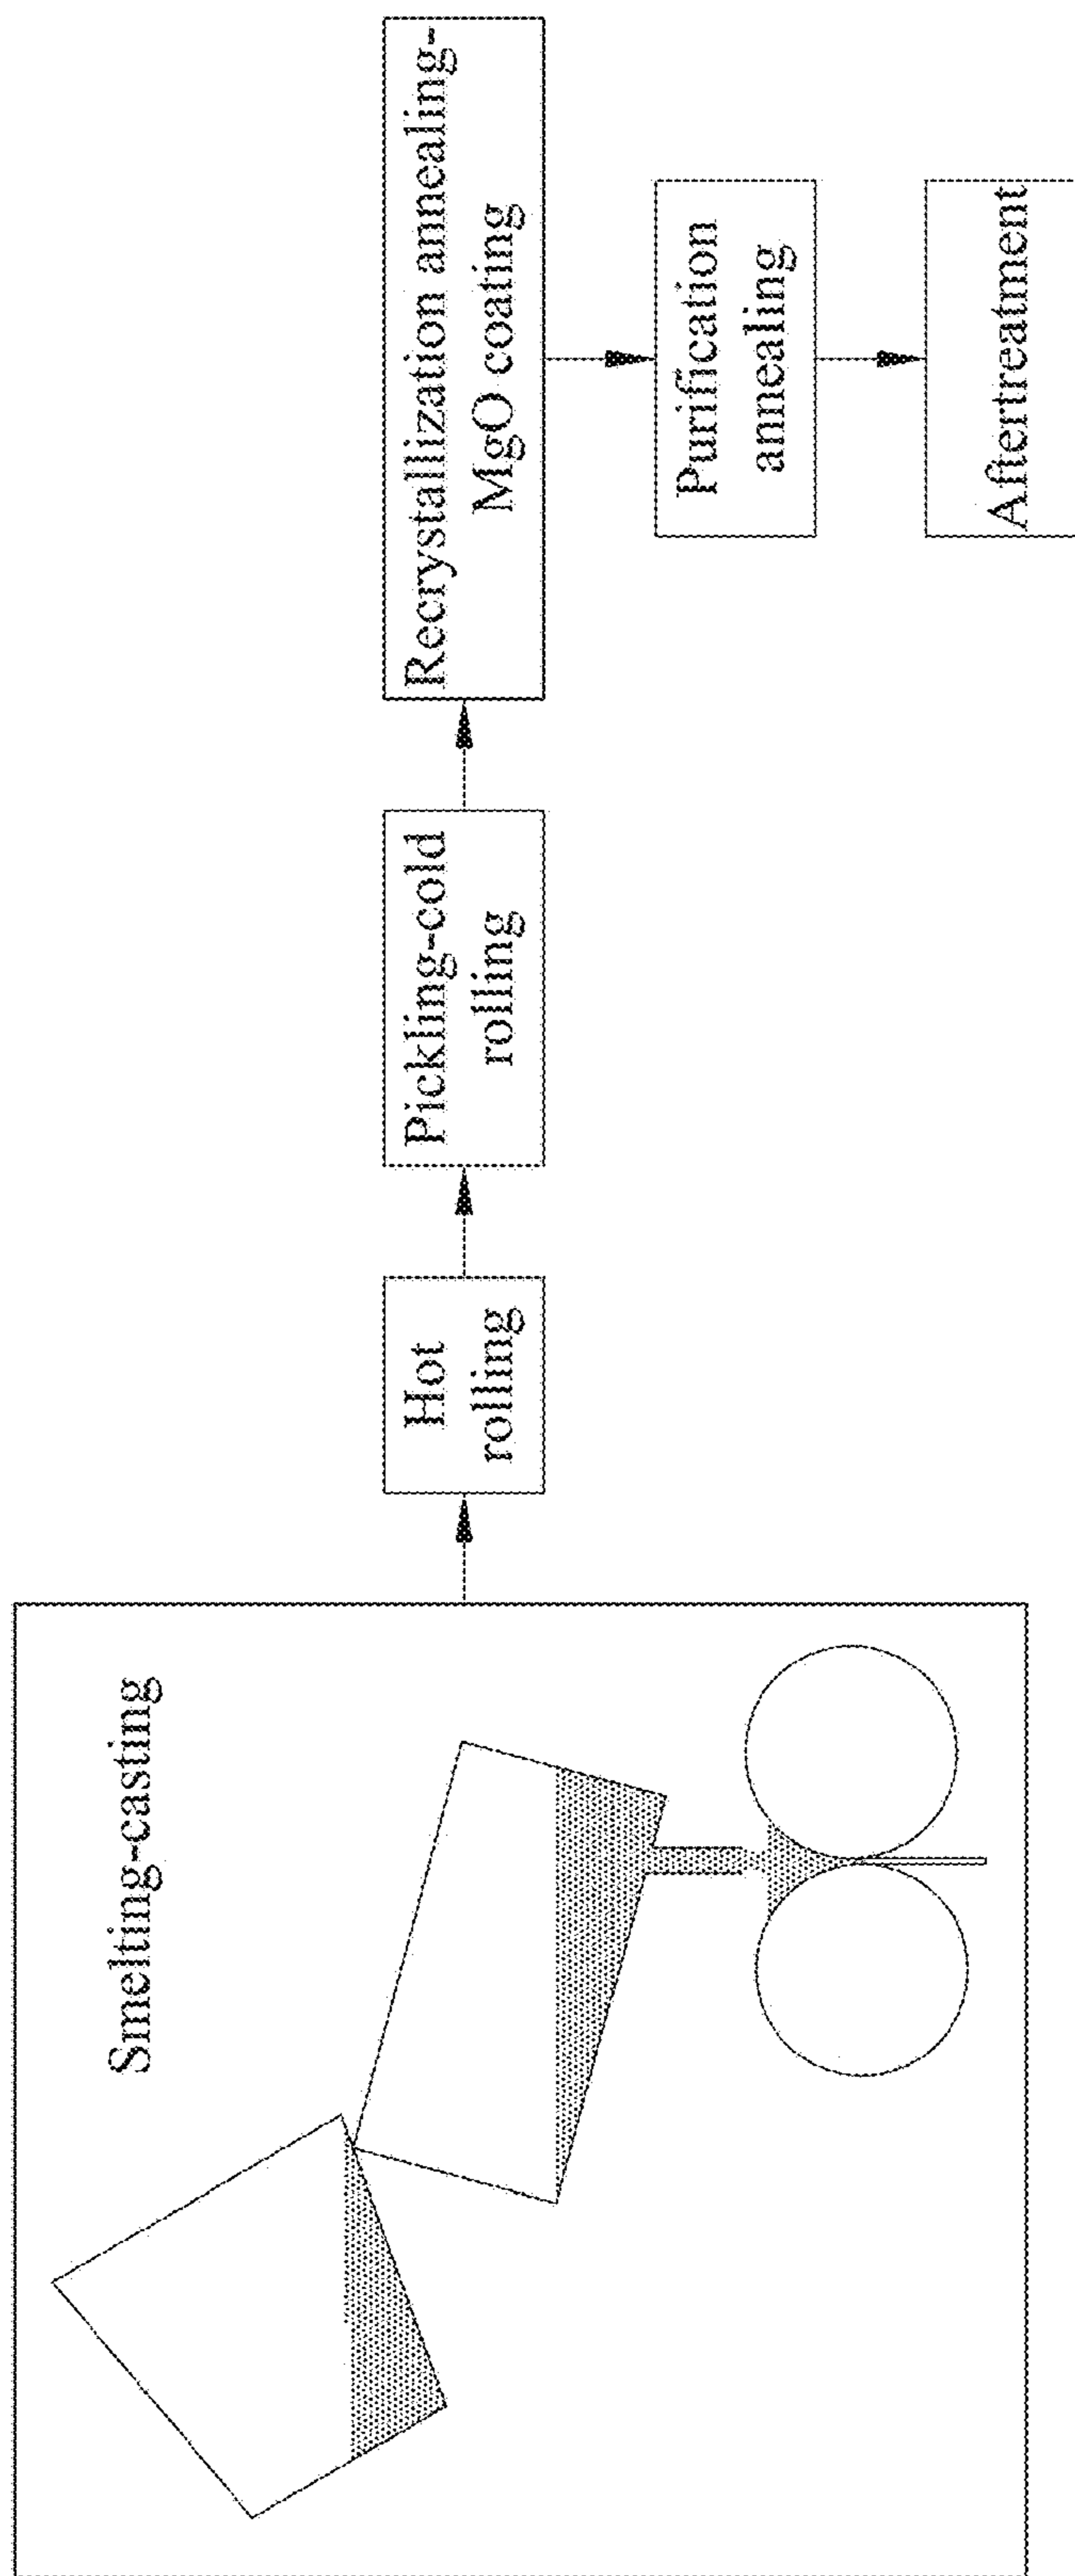 Smelting-casting
Hot
rolling
Pickling-cold
rolling
Recrystallization annealing-
MgO coating
Purification
annealing
Aftertreatment